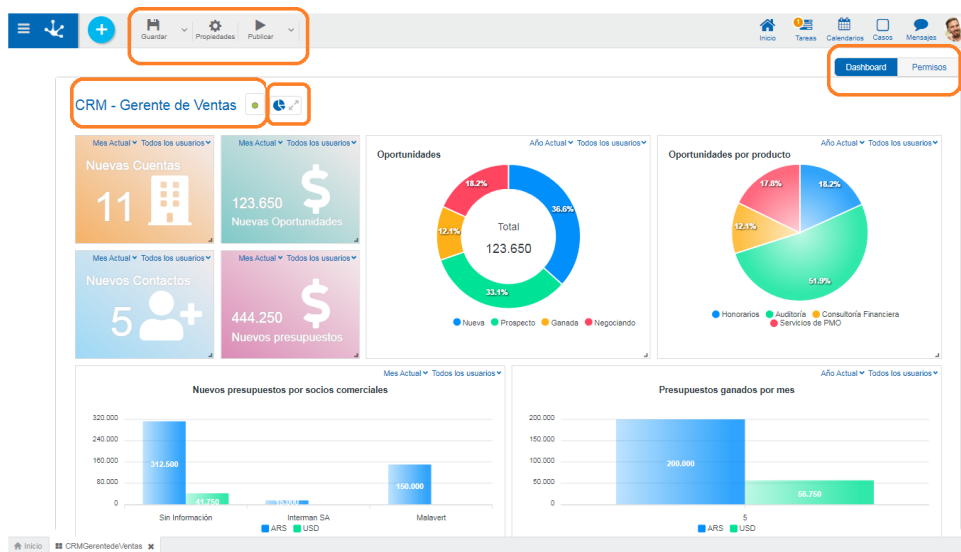 Guardar Propiedades Publicar
Inicio Tareas Calendarios Casos Mensajes
1
Dashboard Permisos
CRM - Gerente de Ventas
Mes Actual Todos los usuarios
Nuevas Cuentas
11
Mes Actual Todos los usuarios
123.650
Nuevas Oportunidades
Año Actual Todos los usuarios
Oportunidades
18.2%
36.6%
12.1%
33.1%
Total
123.650
Nueva Prospecto Ganada Negociando
Año Actual Todos los usuarios
Oportunidades por producto
17.8%
18.2%
12.1%
51.9%
Honorarios Auditoría Consultoría Financiera
Servicios de PMO
Mes Actual Todos los usuarios
Nuevos Contactos
5
Mes Actual Todos los usuarios
444.250
Nuevos presupuestos
Mes Actual Todos los usuarios
Nuevos presupuestos por socios comerciales
320.000
240.000
160.000
80.000
0
312.500
41.750
15.000
150.000
Sin Información Interman SA Malavert
ARS USD
Año Actual Todos los usuarios
Presupuestos ganados por mes
200.000
150.000
100.000
50.000
0
200.000
56.750
5
ARS USD
Inicio CRMGerentedeVentas